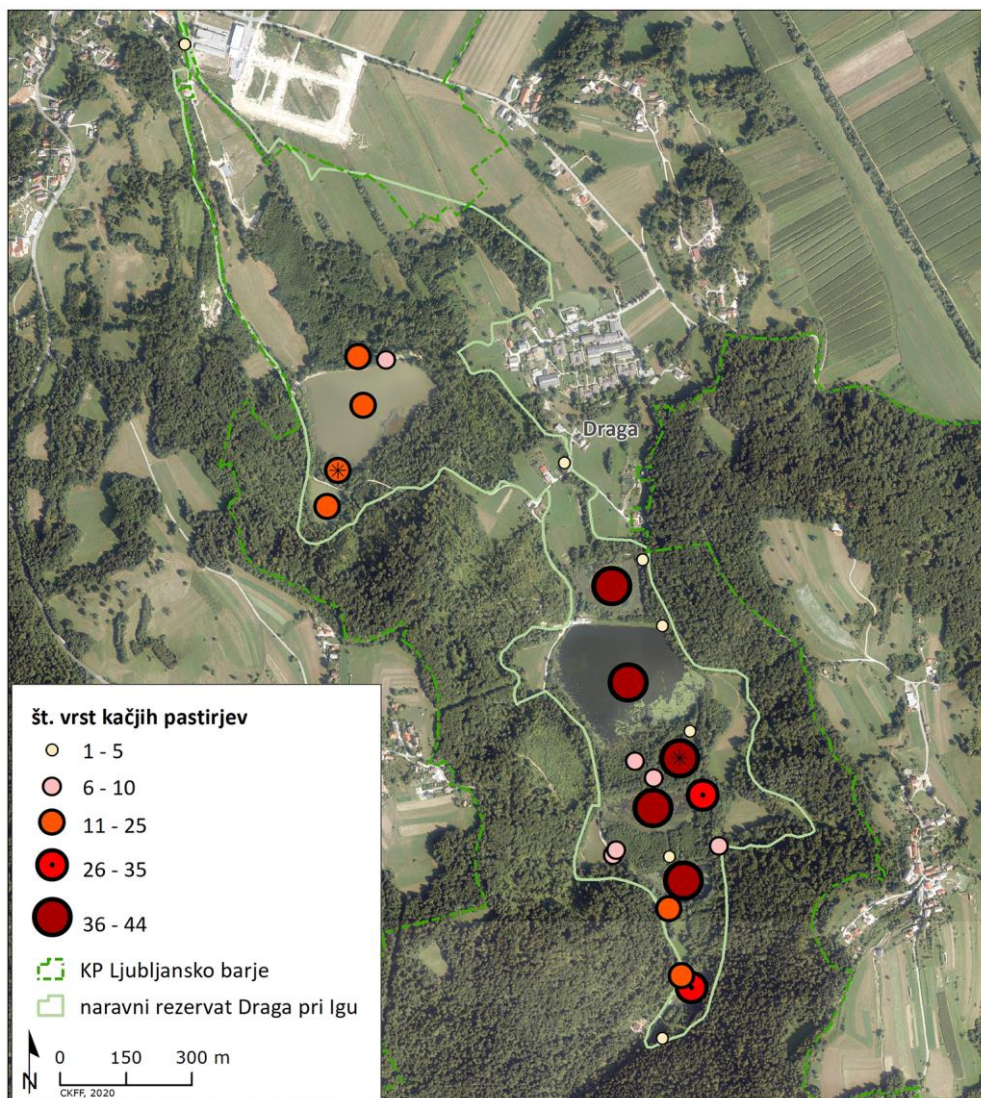 Draga
št. vrst kačjih pastirjev
1 - 5
6 - 10
11 - 25
26 - 35
36 - 44
KP Ljubljansko barje
naravni rezervat Draga pri Igu
N
0 150 300 m
CKFF, 2020